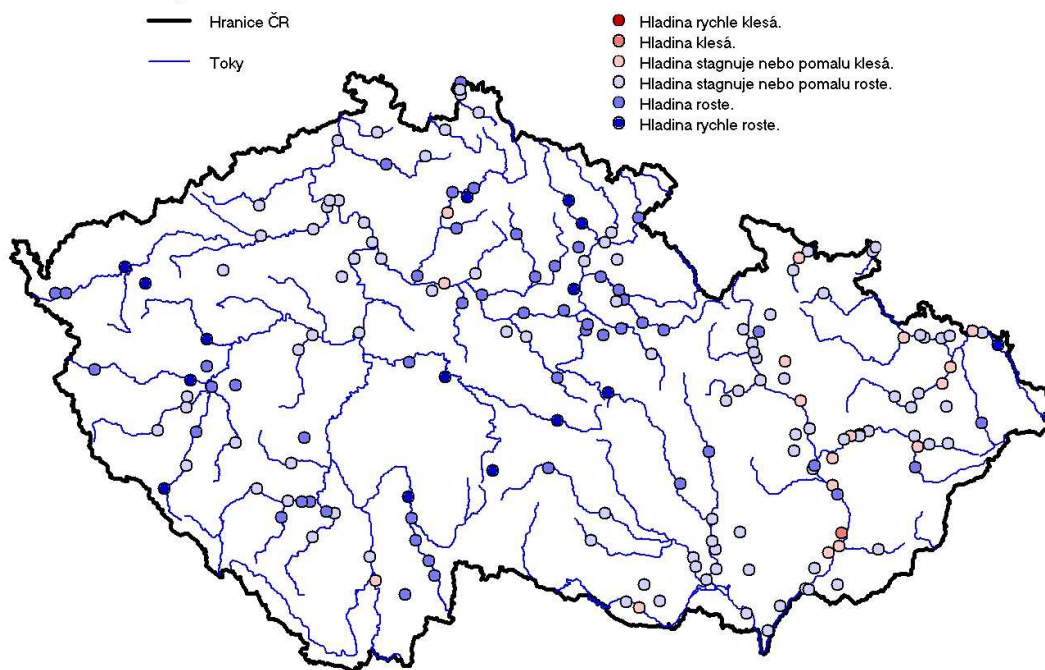 Hranice ČR
Toky
Hladina rychle klesá.
Hladina klesá.
Hladina stagnuje nebo pomalu klesá.
Hladina stagnuje nebo pomalu roste.
Hladina roste.
Hladina rychle roste.